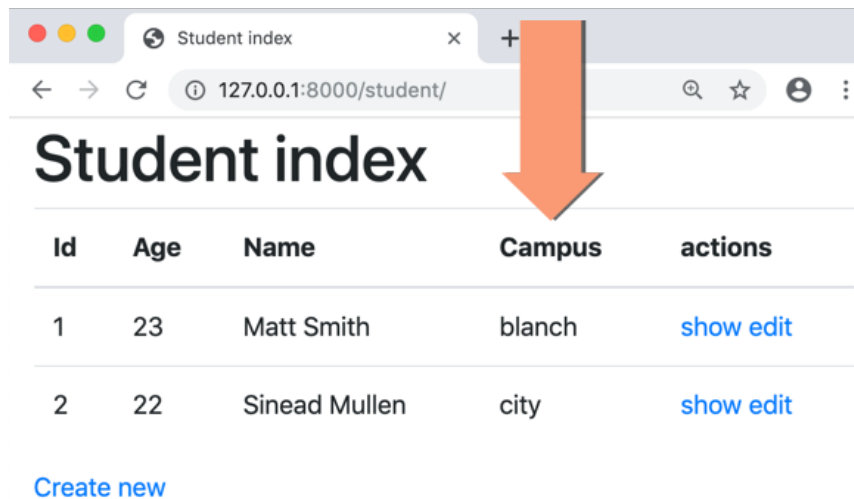 Student index
127.0.0.1:8000/student/
Student index
Id Age Name Campus actions
1 23 Matt Smith blanch show edit
2 22 Sinead Mullen city show edit
Create new